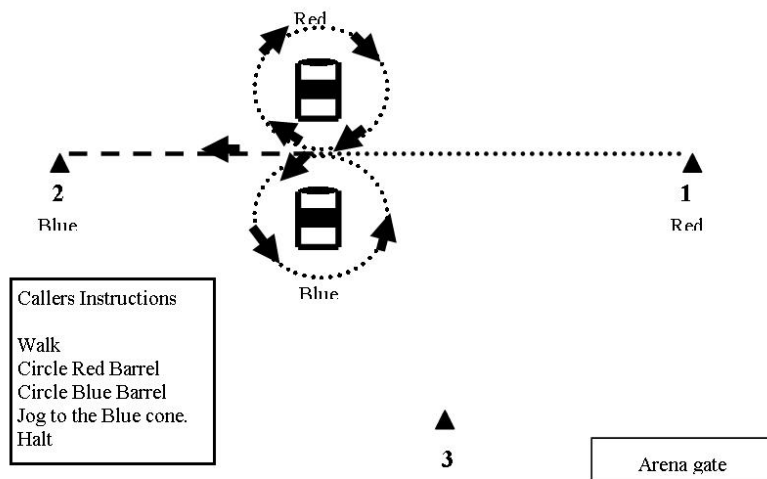 Red
2
1
Blue
Red
Blue
Callers Instructions
Walk
Circle Red Barrel
Circle Blue Barrel
Jog to the Blue cone.
Halt
3
Arena gate